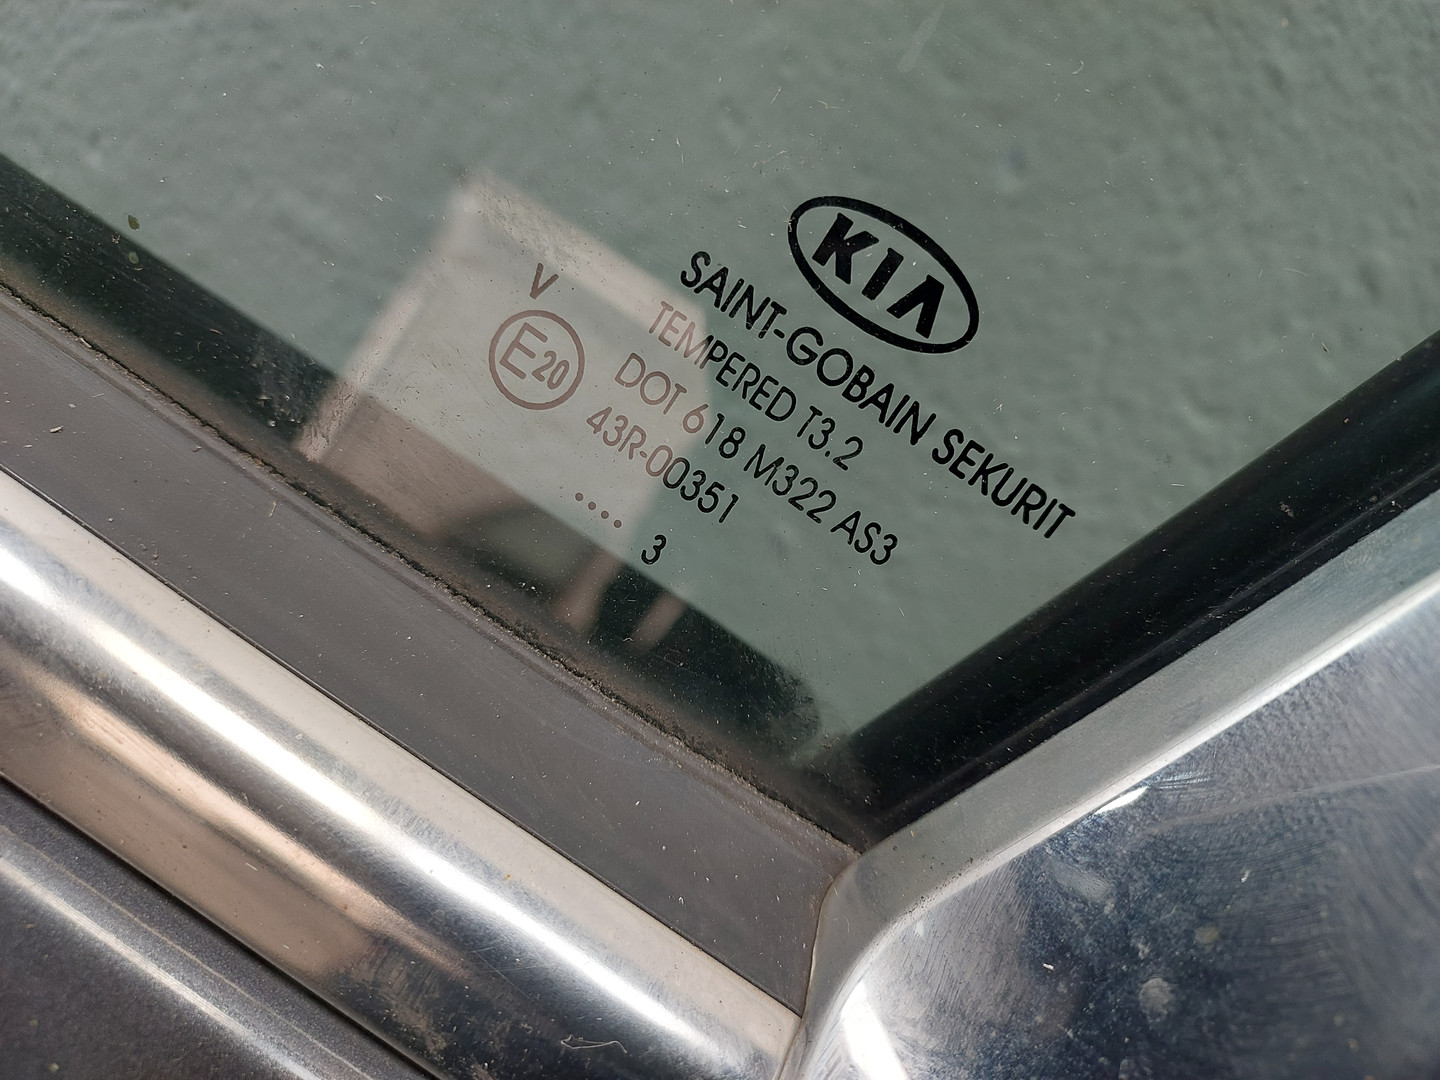 KIA
SAINT-GOBAIN SEKURIT
TEMPERED T3.2
DOT 618 M322 AS3
43R-00351
V
E20
....
3